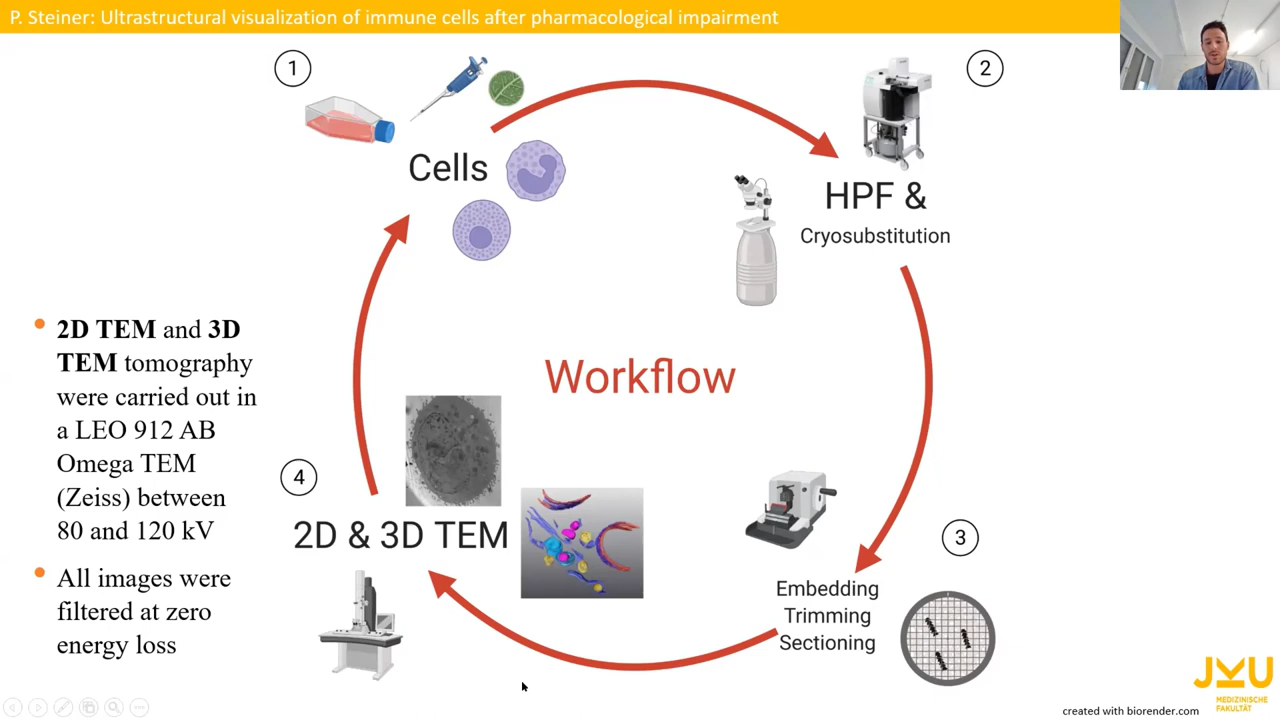 P. Steiner: Ultrastructural visualization of immune cells after pharmacological impairment
1
Cells
2
HPF &
Cryosubstitution
Workflow
2D TEM and 3D
TEM tomography
were carried out in
a LEO 912 AB
Omega TEM
(Zeiss) between
80 and 120 kV
All images were
filtered at zero
energy loss
4
2D & 3D TEM
3
Embedding
Trimming
Sectioning
JKU
MEDIZINISCHE
FAKULTÄT
created with biorender.com